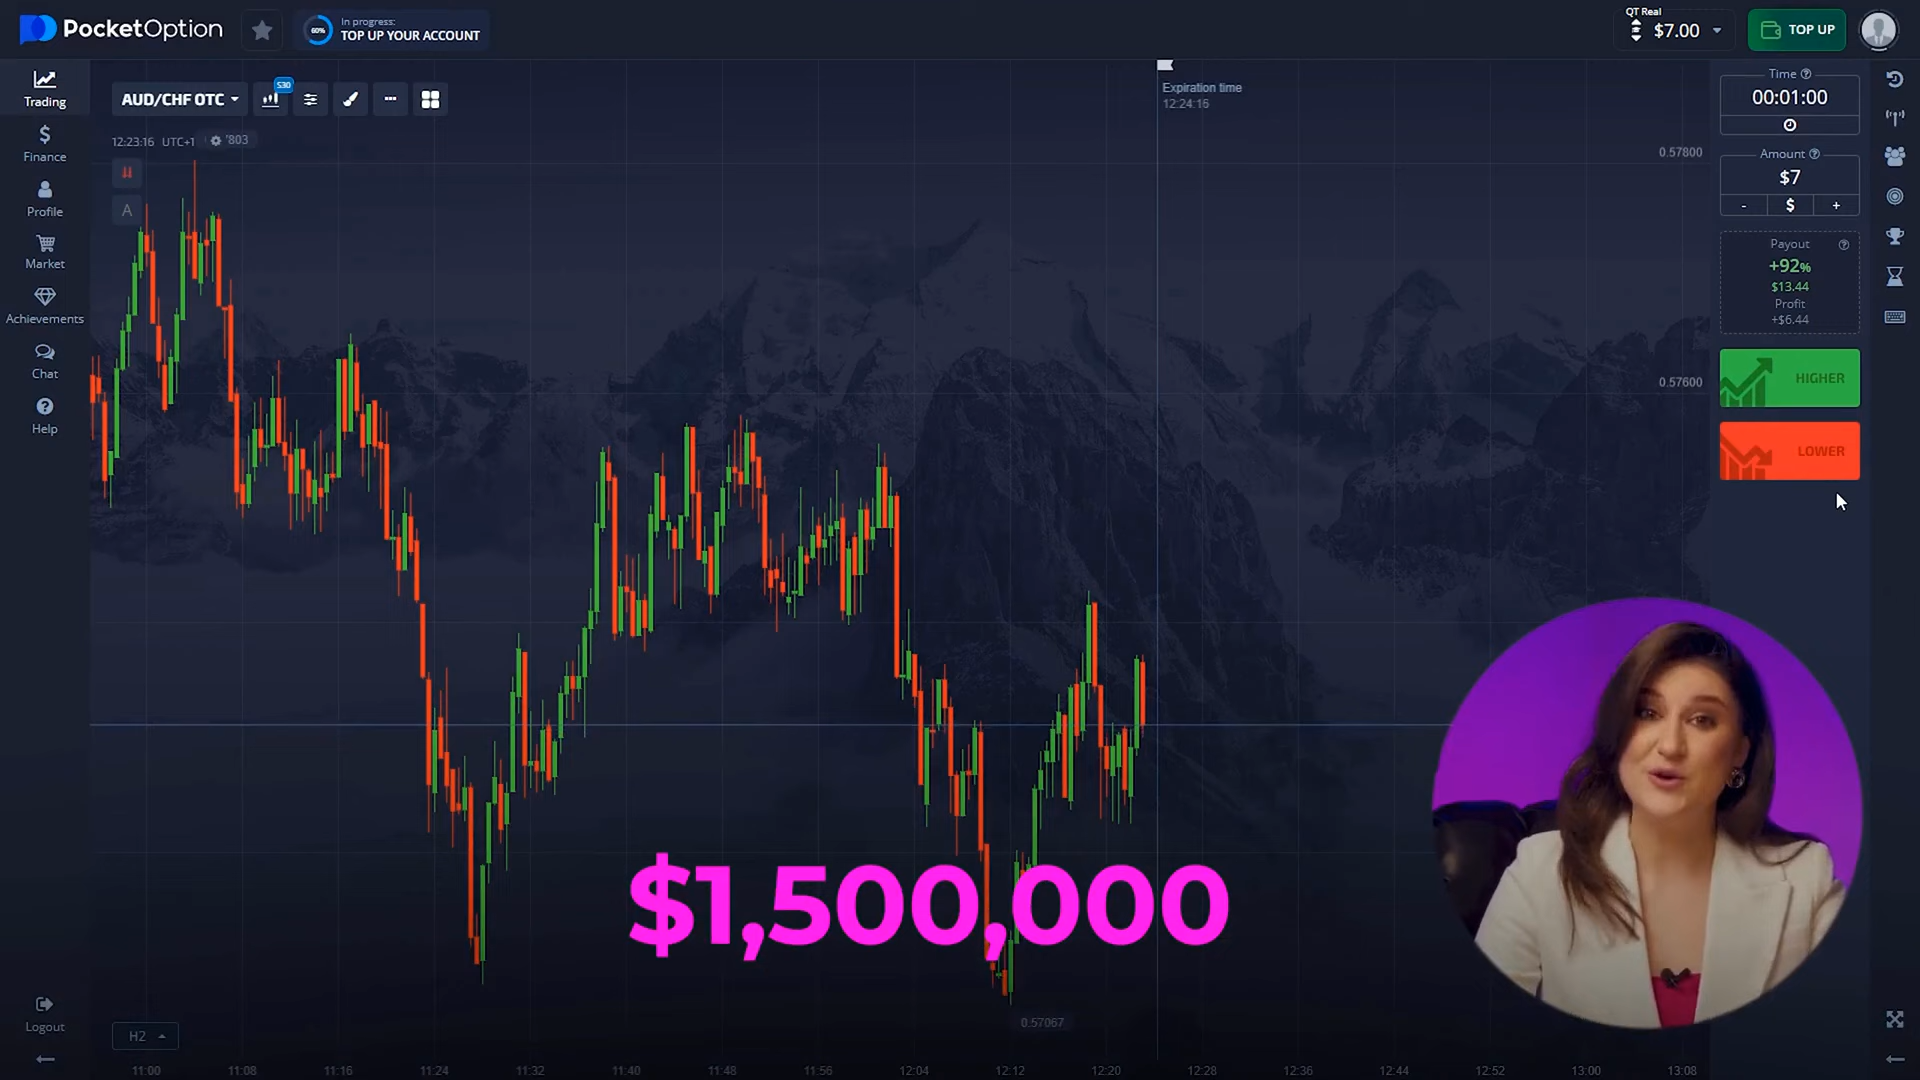 PocketOption
60%
In progress:
TOP UP YOUR ACCOUNT
QT Real
$7.00
TOP UP
Trading
Finance
Profile
Market
Achievements
Chat
Help
Logout
AUD/CHF OTC
S30
12:23:16 UTC+1
'803
A
Expiration time
12:24:16
0.57800
0.57600
0.57067
Time
00:01:00
Amount
$7
- $ +
Payout
+92%
$13.44
Profit
+$6.44
HIGHER
LOWER
$1,500,000
H2
11:00 11:08 11:16 11:24 11:32 11:40 11:48 11:56 12:04 12:12 12:20 12:28 12:36 12:44 12:52 13:00 13:08